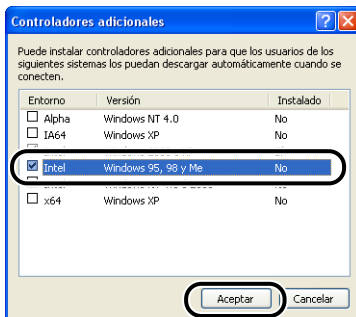 Controladores adicionales
Puede instalar controladores adicionales para que los usuarios de los
siguientes sistemas los puedan descargar automáticamente cuando se
conecten.
Entorno Versión Instalado
Alpha Windows NT 4.0 No
IA64 Windows XP No
Intel Windows 95, 98 y Me No
x64 Windows XP No
Aceptar Cancelar